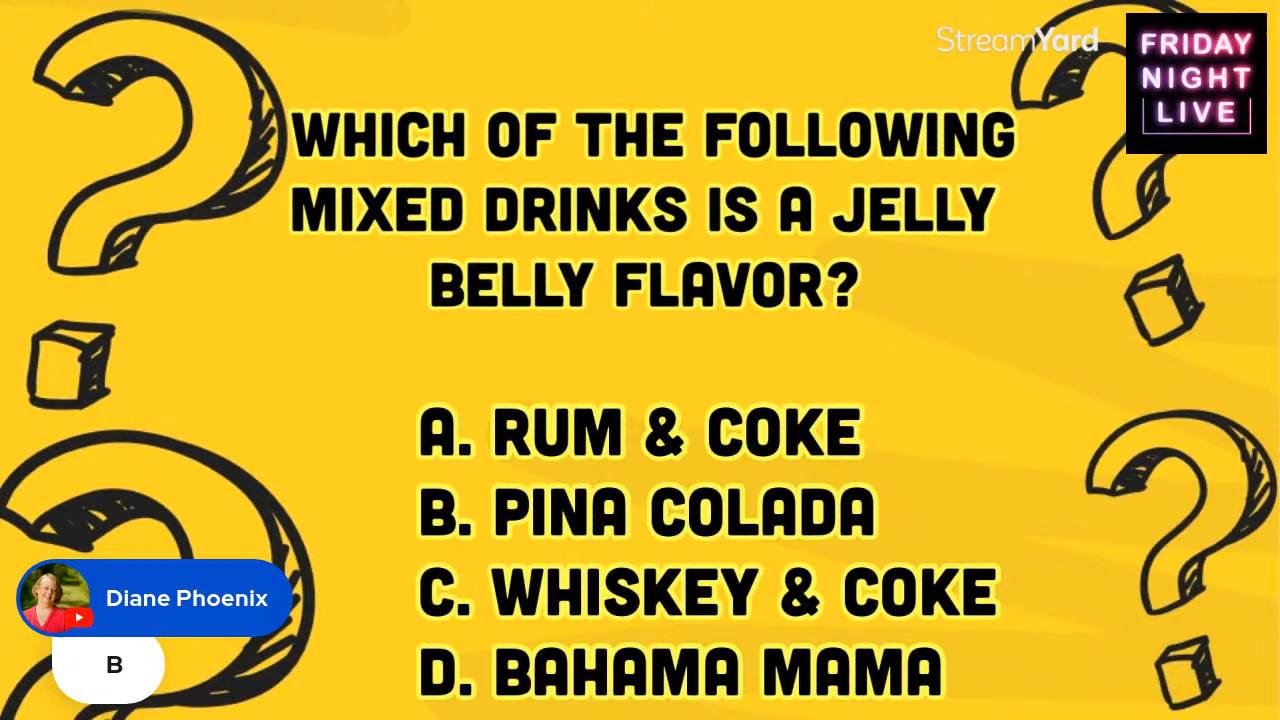 StreamYard
FRIDAY
NIGHT
LIVE
WHICH OF THE FOLLOWING
MIXED DRINKS IS A JELLY
BELLY FLAVOR?
A. RUM & COKE
B. PINA COLADA
C. WHISKEY & COKE
D. BAHAMA MAMA
Diane Phoenix
B